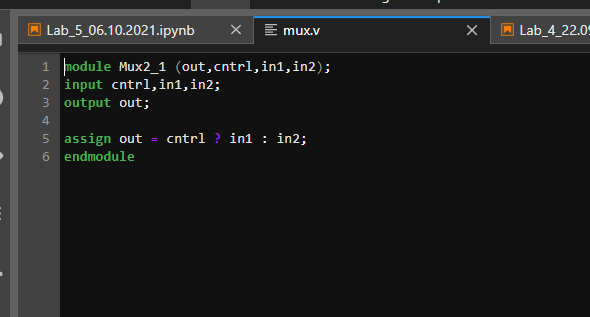 Lab_5_06.10.2021.ipynb
mux.v
Lab_4_22.09
1 module Mux2_1 (out,cntrl,in1,in2);
2 input cntrl,in1,in2;
3 output out;
4
5 assign out = cntrl ? in1 : in2;
6 endmodule